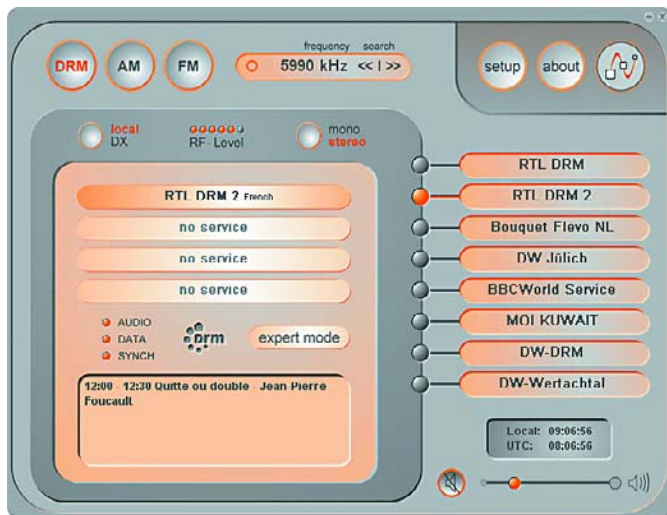 frequency search
DRM AM FM 5990 kHz << | >> setup about
local
DX
RF-Level
mono
stereo
RTL DRM 2 French
no service
no service
no service
AUDIO
DATA
SYNCH
DRM
expert mode
12:00 - 12:30 Quitte ou double - Jean Pierre
Foucault
RTL DRM
RTL DRM 2
Bouquet Flevo NL
DW Jülich
BBCWorld Service
MOI KUWAIT
DW-DRM
DW-Wertachtal
Local: 09:06:56
UTC: 08:06:56